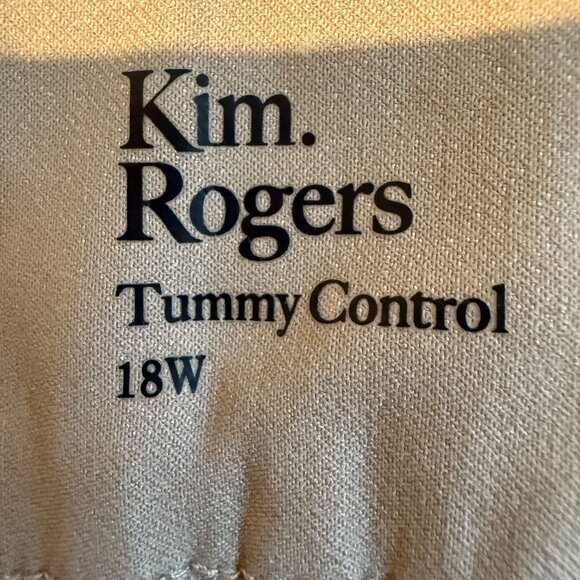 Kim.
Rogers
Tummy Control
18W